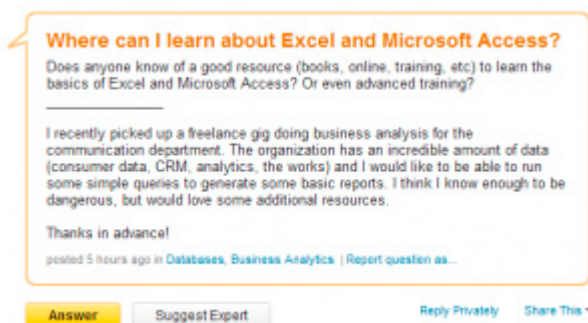 Where can I learn about Excel and Microsoft Access?
Does anyone know of a good resource (books, online, training, etc) to learn the
basics of Excel and Microsoft Access? Or even advanced training?
I recently picked up a freelance gig doing business analysis for the
communication department. The organization has an incredible amount of data
(consumer data, CRM, analytics, the works) and I would like to be able to run
some simple queries to generate some basic reports. I think I know enough to be
dangerous, but would love some additional resources.
Thanks in advance!
posted 5 hours ago in Databases, Business Analytics | Report question as...
Answer Suggest Expert Reply Privately Share This